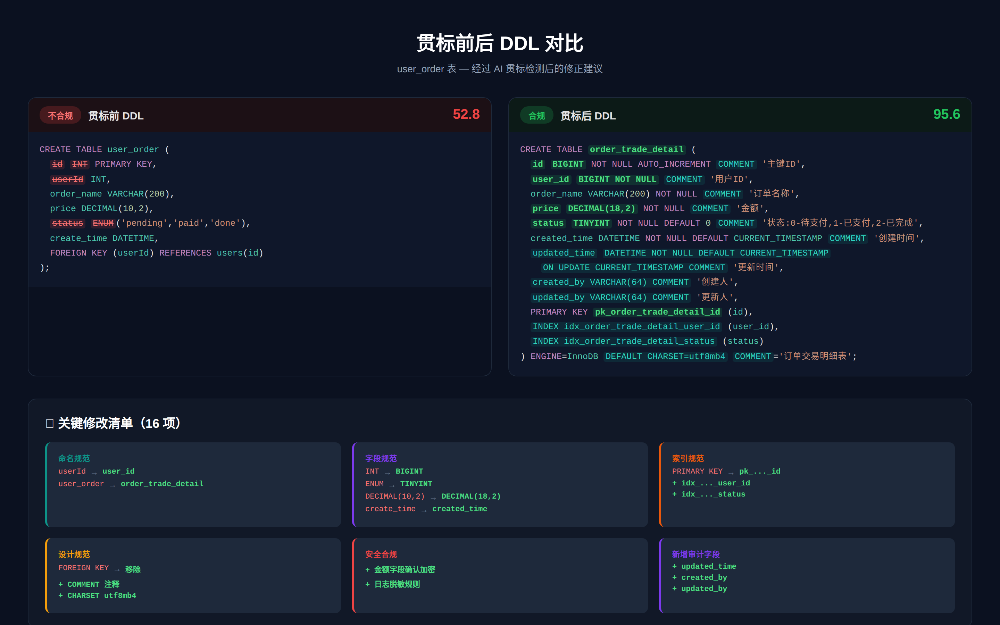 贯标前后 DDL 对比
user_order 表 — 经过 AI 贯标检测后的修正建议
不合规 贯标前 DDL 52.8
CREATE TABLE user_order (
id INT PRIMARY KEY,
userId INT,
order_name VARCHAR(200),
price DECIMAL(10,2),
status ENUM('pending','paid','done'),
create_time DATETIME,
FOREIGN KEY (userId) REFERENCES users(id)
);
合规 贯标后 DDL 95.6
CREATE TABLE order_trade_detail (
id BIGINT NOT NULL AUTO_INCREMENT COMMENT '主键ID',
user_id BIGINT NOT NULL COMMENT '用户ID',
order_name VARCHAR(200) NOT NULL COMMENT '订单名称',
price DECIMAL(18,2) NOT NULL COMMENT '金额',
status TINYINT NOT NULL DEFAULT 0 COMMENT '状态:0-待支付,1-已支付,2-已完成',
created_time DATETIME NOT NULL DEFAULT CURRENT_TIMESTAMP COMMENT '创建时间',
updated_time DATETIME NOT NULL DEFAULT CURRENT_TIMESTAMP
ON UPDATE CURRENT_TIMESTAMP COMMENT '更新时间',
created_by VARCHAR(64) COMMENT '创建人',
updated_by VARCHAR(64) COMMENT '更新人',
PRIMARY KEY pk_order_trade_detail_id (id),
INDEX idx_order_trade_detail_user_id (user_id),
INDEX idx_order_trade_detail_status (status)
) ENGINE=InnoDB DEFAULT CHARSET=utf8mb4 COMMENT='订单交易明细表';
关键修改清单（16 项）
命名规范
userId → user_id
user_order → order_trade_detail
字段规范
INT → BIGINT
ENUM → TINYINT
DECIMAL(10,2) → DECIMAL(18,2)
create_time → created_time
索引规范
PRIMARY KEY → pk_..._id
+ idx_..._user_id
+ idx_..._status
设计规范
FOREIGN KEY → 移除
+ COMMENT 注释
+ CHARSET utf8mb4
安全合规
+ 金额字段确认加密
+ 日志脱敏规则
新增审计字段
+ updated_time
+ created_by
+ updated_by